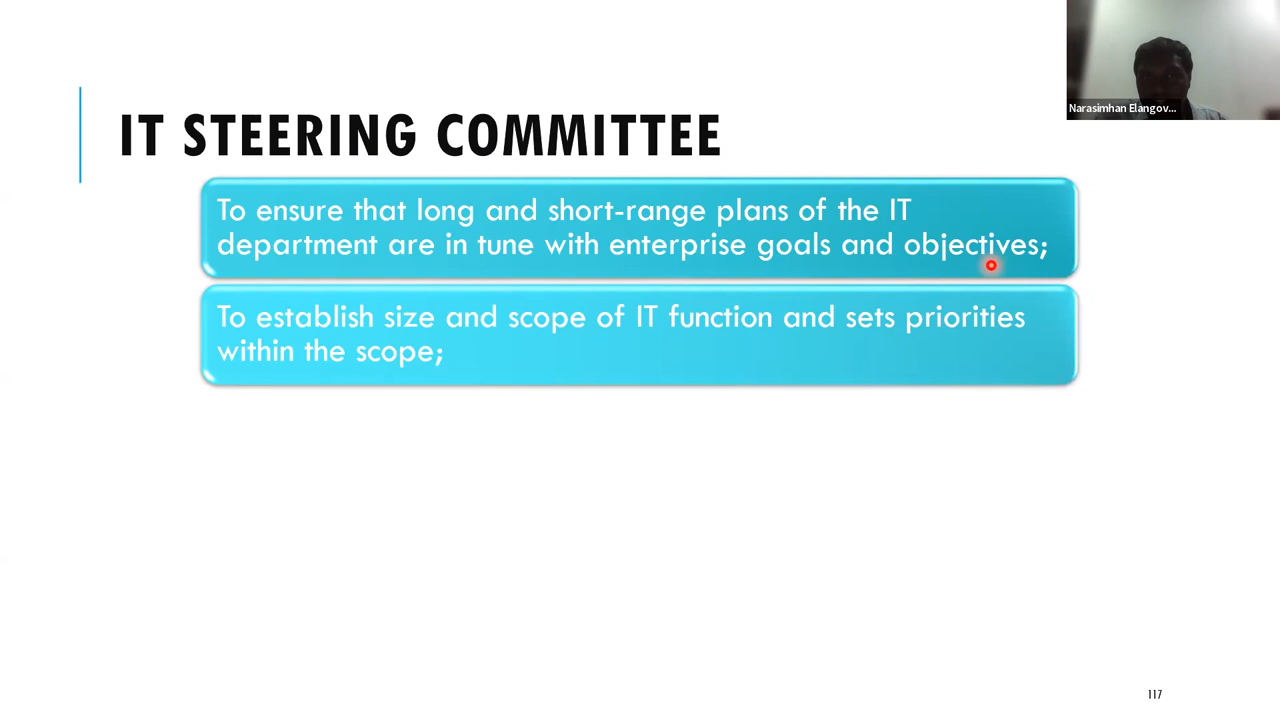 Narasimhan Elangov...
IT STEERING COMMITTEE
To ensure that long and short-range plans of the IT
department are in tune with enterprise goals and objectives;
To establish size and scope of IT function and sets priorities
within the scope;
117